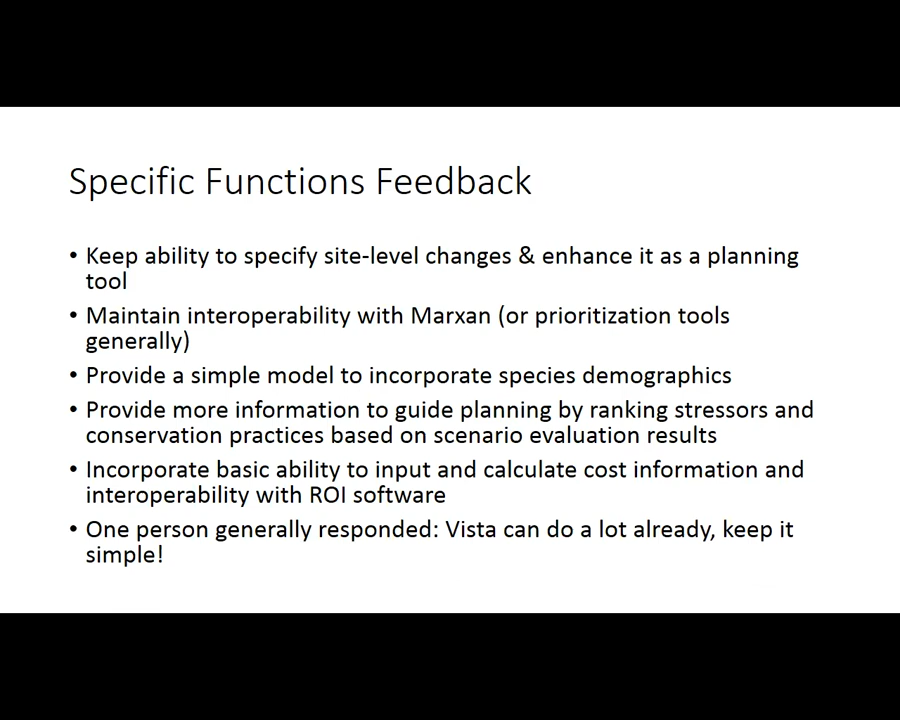 Specific Functions Feedback
• Keep ability to specify site-level changes & enhance it as a planning
tool
• Maintain interoperability with Marxan (or prioritization tools
generally)
• Provide a simple model to incorporate species demographics
• Provide more information to guide planning by ranking stressors and
conservation practices based on scenario evaluation results
• Incorporate basic ability to input and calculate cost information and
interoperability with ROI software
• One person generally responded: Vista can do a lot already, keep it
simple!